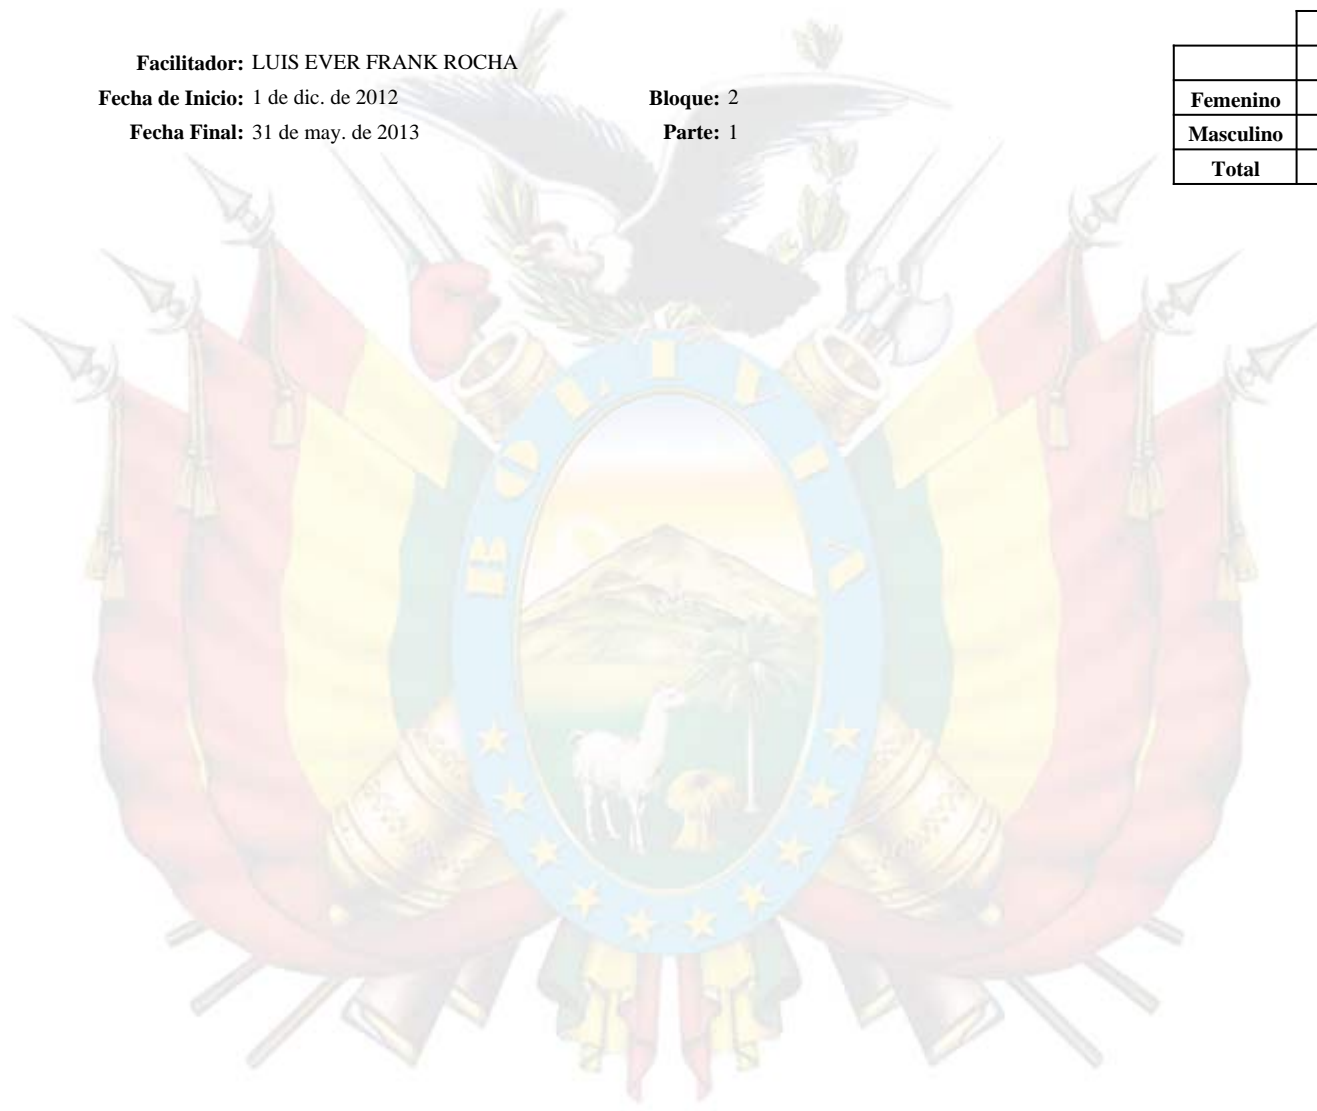 Facilitador: LUIS EVER FRANK ROCHA
Fecha de Inicio: 1 de dic. de 2012 Bloque: 2
Fecha Final: 31 de may. de 2013 Parte: 1
Femenino
Masculino
Total
BOLIVIA